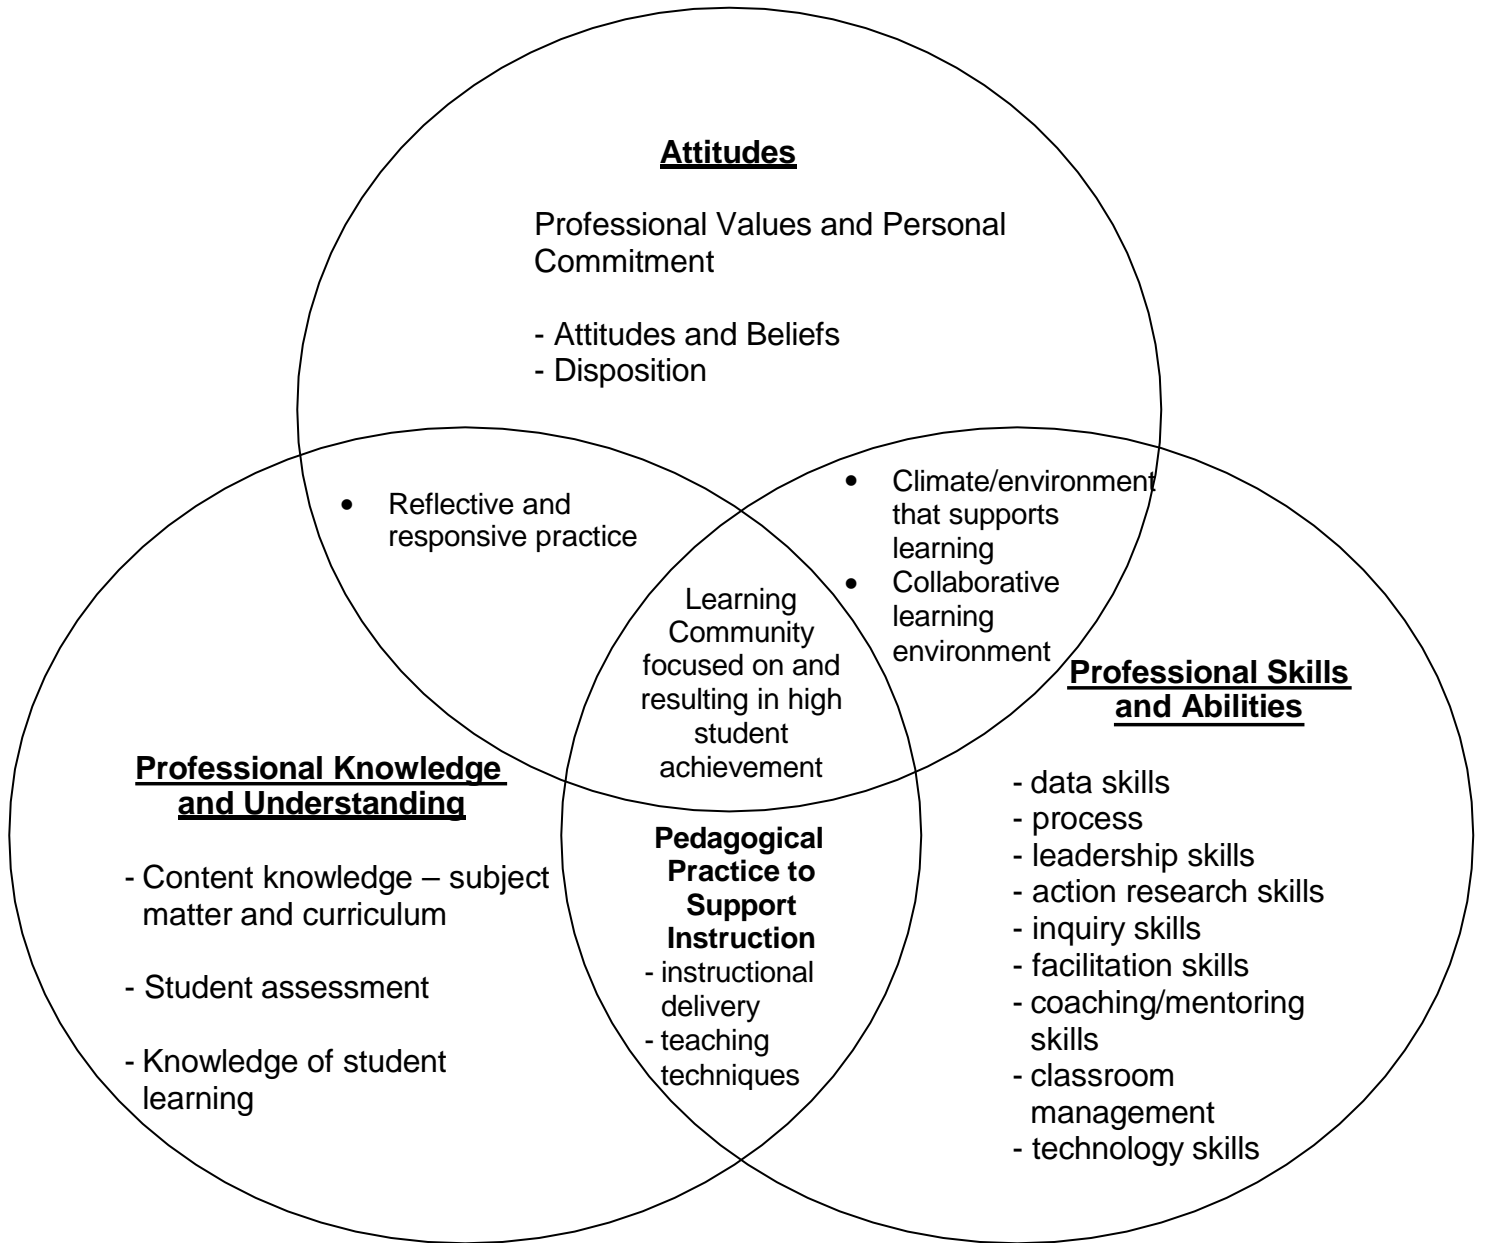 Attitudes
Professional Values and Personal
Commitment
- Attitudes and Beliefs
- Disposition
• Reflective and
responsive practice
• Climate/environment
that supports
learning
• Collaborative
learning
environment
Learning
Community
focused on and
resulting in high
student
achievement
Professional Knowledge
and Understanding
- Content knowledge – subject
matter and curriculum
- Student assessment
- Knowledge of student
learning
Pedagogical
Practice to
Support
Instruction
- instructional
delivery
- teaching
techniques
Professional Skills
and Abilities
- data skills
- process
- leadership skills
- action research skills
- inquiry skills
- facilitation skills
- coaching/mentoring
skills
- classroom
management
- technology skills